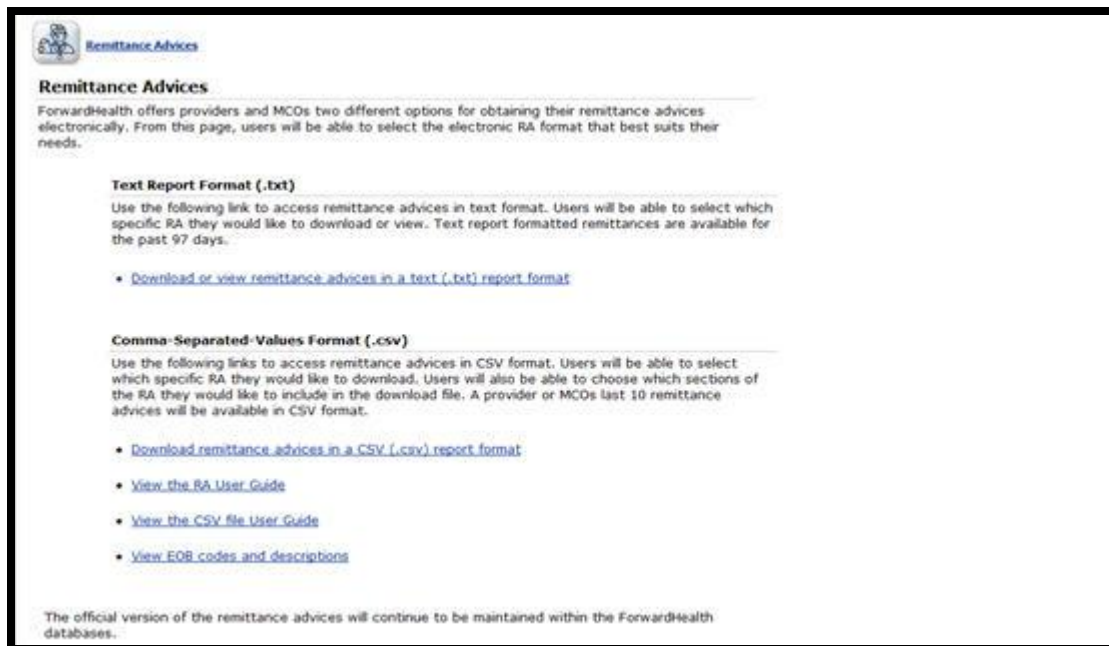 Remittance Advices
Remittance Advices
ForwardHealth offers providers and MCOs two different options for obtaining their remittance advices
electronically. From this page, users will be able to select the electronic RA format that best suits their
needs.
Text Report Format (.txt)
Use the following link to access remittance advices in text format. Users will be able to select which
specific RA they would like to download or view. Text report formatted remittances are available for
the past 97 days.
• Download or view remittance advices in a text (.txt) report format
Comma-Separated-Values Format (.csv)
Use the following links to access remittance advices in CSV format. Users will be able to select
which specific RA they would like to download. Users will also be able to choose which sections of
the RA they would like to include in the download file. A provider or MCOs last 10 remittance
advices will be available in CSV format.
• Download remittance advices in a CSV (.csv) report format
• View the RA User Guide
• View the CSV file User Guide
• View EOB codes and descriptions
The official version of the remittance advices will continue to be maintained within the ForwardHealth
databases.